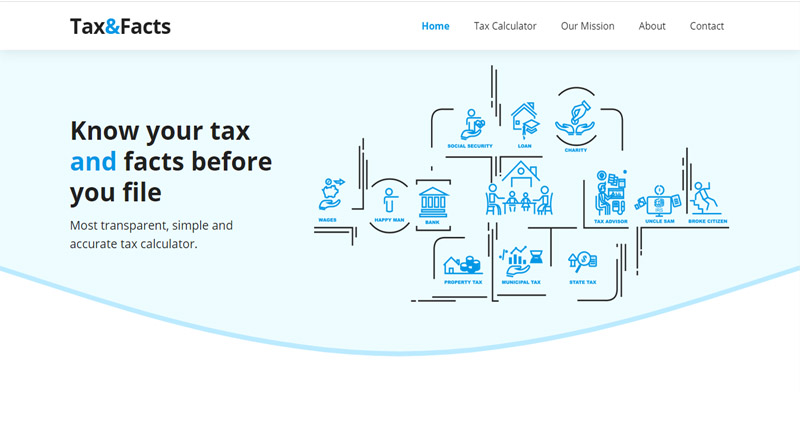 Tax&Facts
Home Tax Calculator Our Mission About Contact
Know your tax
and facts before
you file
Most transparent, simple and
accurate tax calculator.
SOCIAL SECURITY LOAN CHARITY
WAGES HAPPY MAN BANK TAX ADVISOR UNCLE SAM BROKE CITIZEN
PROPERTY TAX MUNICIPAL TAX STATE TAX